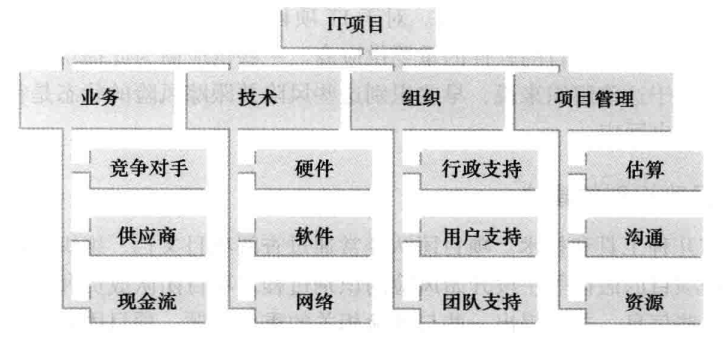 IT项目
业务 技术 组织 项目管理
竞争对手 硬件 行政支持 估算
供应商 软件 用户支持 沟通
现金流 网络 团队支持 资源